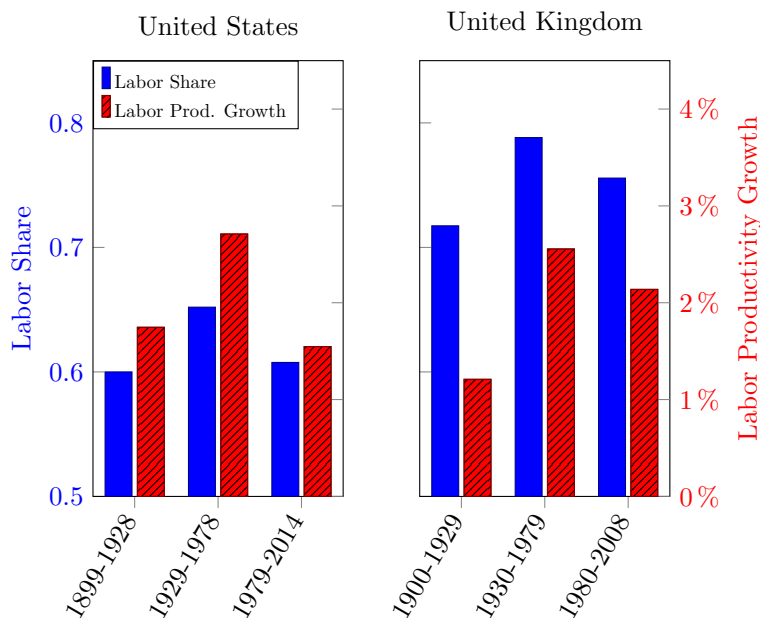 United States
United Kingdom
Labor Share
Labor Prod. Growth
Labor Share
0.8
0.7
0.6
0.5
4 %
3 %
2 %
1 %
0 %
Labor Productivity Growth
1899-1928
1929-1978
1979-2014
1900-1929
1930-1979
1980-2008